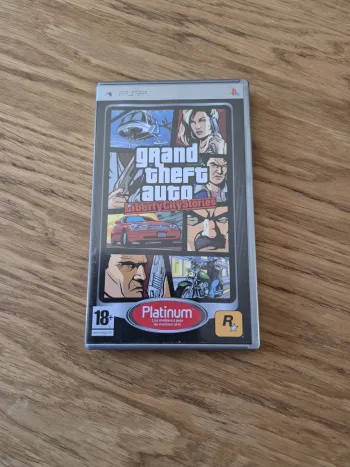 PSP
grand
theft
auto
Liberty City Stories
18+
Platinum
R